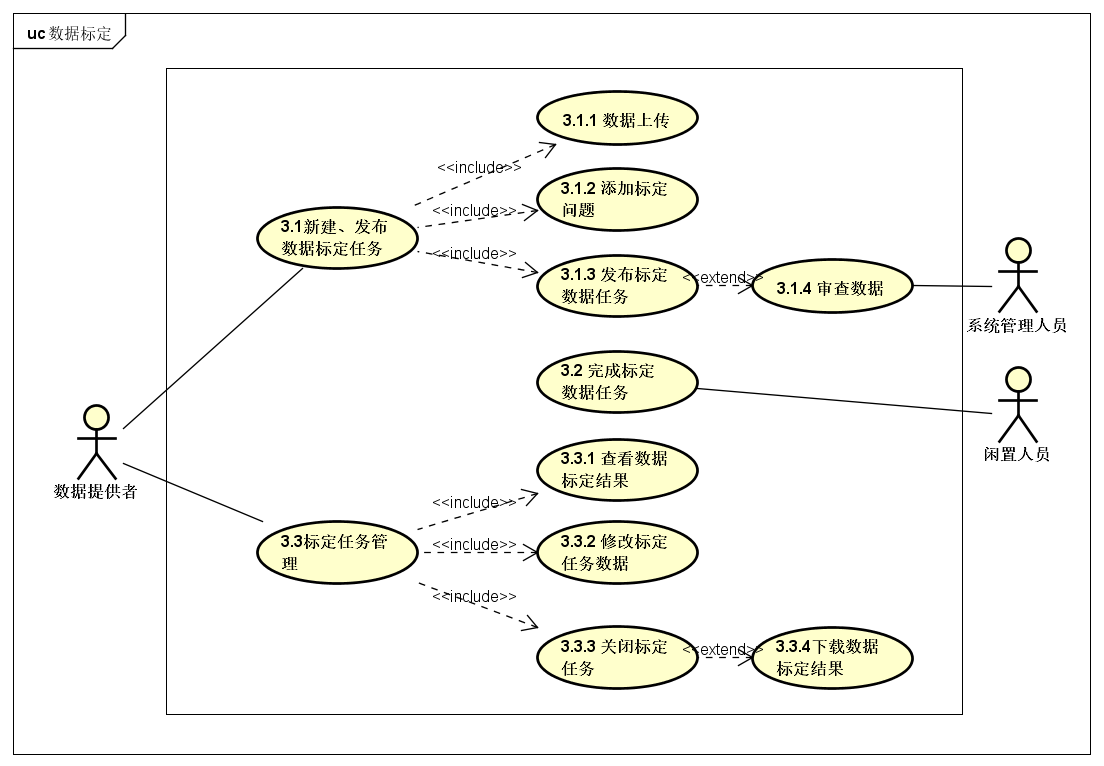 uc 数据标定
3.1.1 数据上传
<<include>>
3.1.2 添加标定
问题
<<include>>
3.1新建、发布
数据标定任务
<<include>>
3.1.3 发布标定
数据任务
<<extend>>
3.1.4 审查数据
系统管理人员
3.2 完成标定
数据任务
闲置人员
数据提供者
3.3.1 查看数据
标定结果
<<include>>
3.3标定任务管
理
<<include>>
3.3.2 修改标定
任务数据
<<include>>
3.3.3 关闭标定
任务
<<extend>>
3.3.4下载数据
标定结果